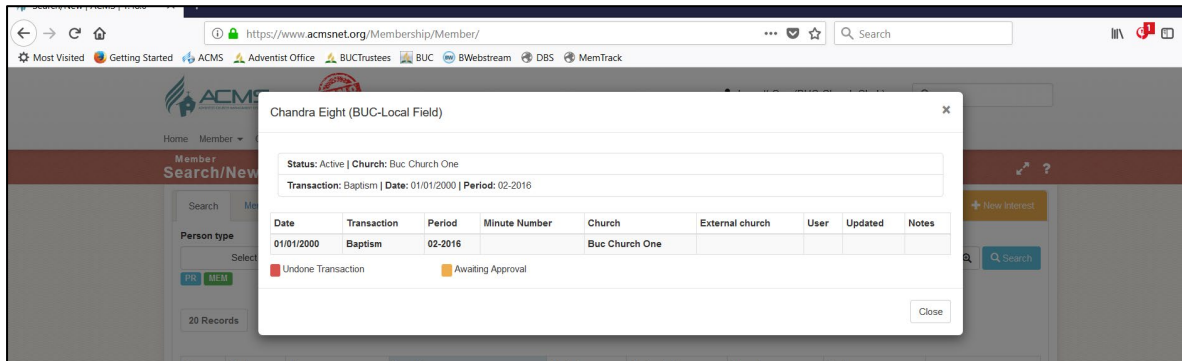 https://www.acmsnet.org/Membership/Member/
Search
Most Visited Getting Started ACMS Adventist Office BUCTrustees BUC BWebstream DBS MemTrack
ACMS
Chandra Eight (BUC-Local Field)
Home Member
Member
Search/New
Status: Active | Church: Buc Church One
Transaction: Baptism | Date: 01/01/2000 | Period: 02-2016
Search
New Interest
Person type
Date Transaction Period Minute Number Church External church User Updated Notes
01/01/2000 Baptism 02-2016 Buc Church One
Select
Search
Undone Transaction Awaiting Approval
PR MEM
Close
20 Records